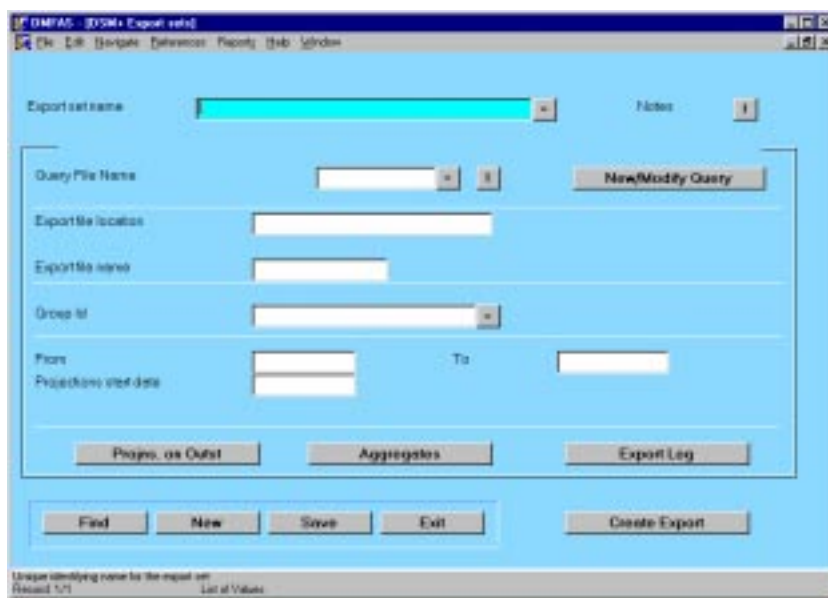 DMFAS - [DSM+ Export sets]
File Edit Navigate References Reports Help Window
Export set name Notes
Query File Name New/Modify Query
Export file location
Export file name
Group Id
From To
Projections start date
Projns. on Outst Aggregates Export Log
Find New Save Exit Create Export
Unique identifying name for the export set
Record: 1/1 List of Values